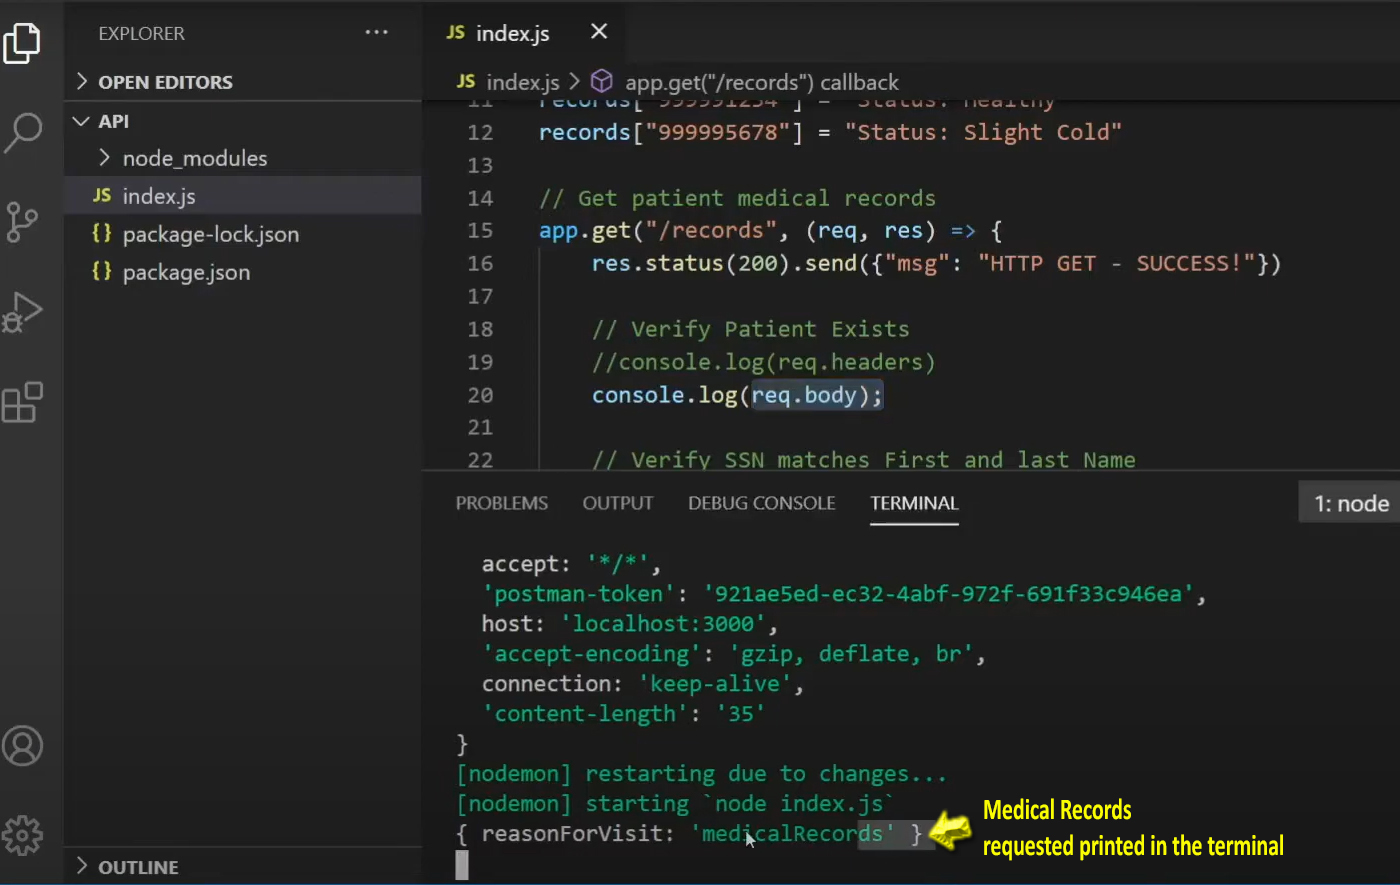 EXPLORER
···
OPEN EDITORS
API
node_modules
JS index.js
{} package-lock.json
{} package.json
OUTLINE
JS index.js ×
JS index.js > app.get("/records") callback
11 records["999991234"] = "Status: Healthy"
12 records["999995678"] = "Status: Slight Cold"
13
14 // Get patient medical records
15 app.get("/records", (req, res) => {
16 res.status(200).send({"msg": "HTTP GET - SUCCESS!"})
17
18 // Verify Patient Exists
19 //console.log(req.headers)
20 console.log(req.body);
21
22 // Verify SSN matches First and last Name
PROBLEMS OUTPUT DEBUG CONSOLE TERMINAL 1: node
accept: '*/*',
'postman-token': '921ae5ed-ec32-4abf-972f-691f33c946ea',
host: 'localhost:3000',
'accept-encoding': 'gzip, deflate, br',
connection: 'keep-alive',
'content-length': '35'
}
[nodemon] restarting due to changes...
[nodemon] starting `node index.js`
{ reasonForVisit: 'medicalRecords' }
Medical Records
requested printed in the terminal